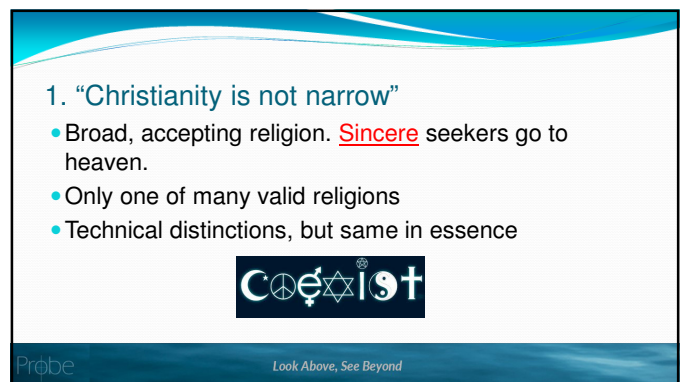 1. “Christianity is not narrow”
Broad, accepting religion. Sincere seekers go to
heaven.
Only one of many valid religions
Technical distinctions, but same in essence
Coexist
Probe
Look Above, See Beyond